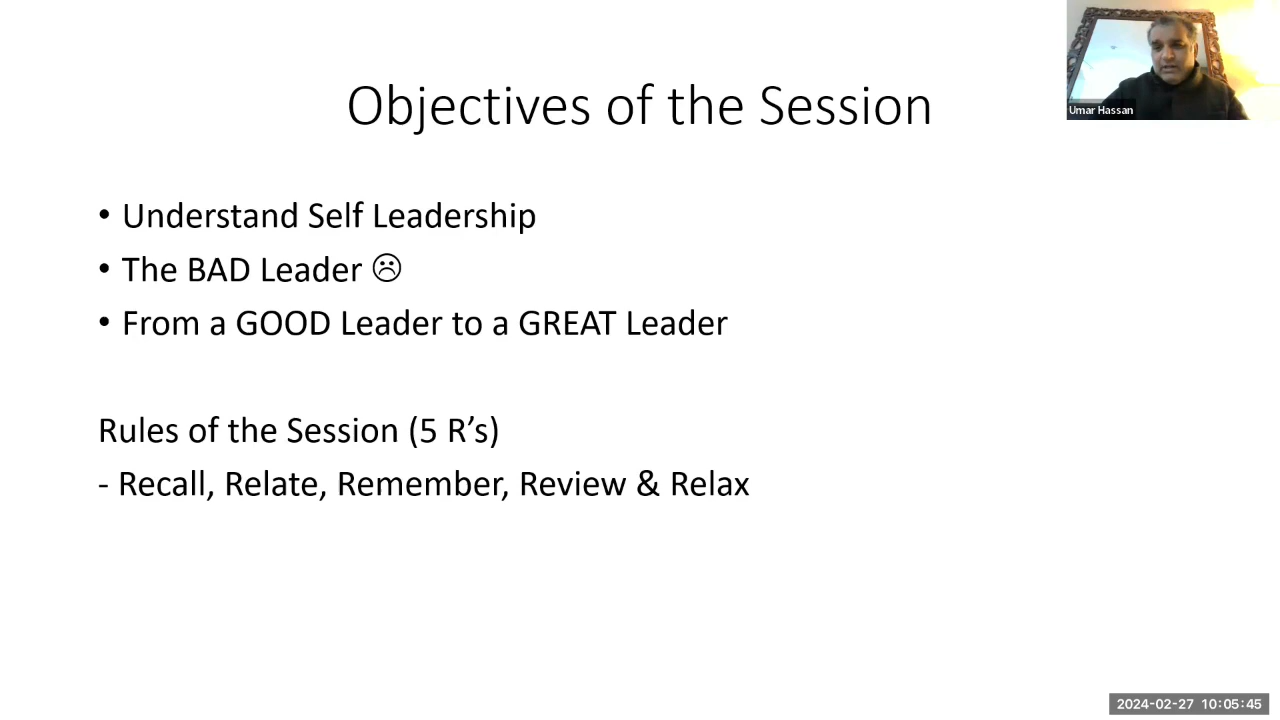 Objectives of the Session
Umar Hassan
• Understand Self Leadership
• The BAD Leader ☹
• From a GOOD Leader to a GREAT Leader
Rules of the Session (5 R’s)
- Recall, Relate, Remember, Review & Relax
2024-02-27 10:05:45